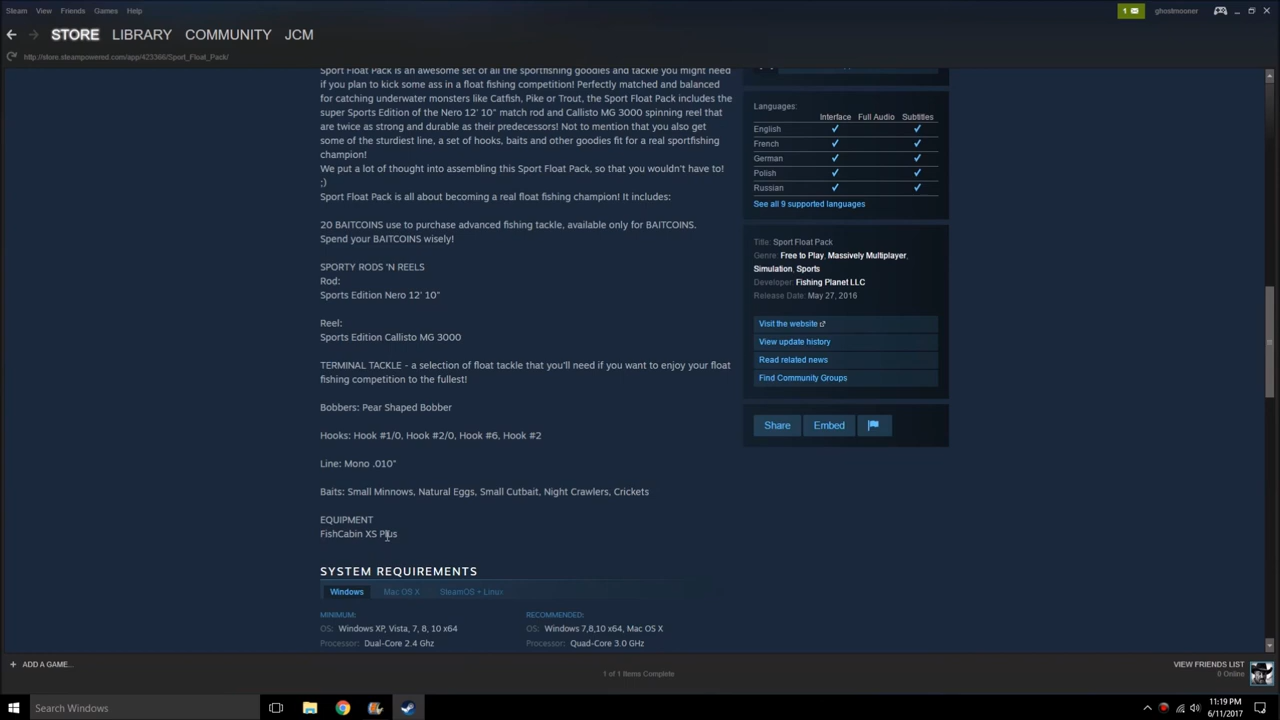 Steam View Friends Games Help
1
ghostmooner
STORE LIBRARY COMMUNITY JCM
http://store.steampowered.com/app/423366/Sport_Float_Pack/
Sport Float Pack is an awesome set of all the sportfishing goodies and tackle you might need
if you plan to kick some ass in a float fishing competition! Perfectly matched and balanced
for catching underwater monsters like Catfish, Pike or Trout, the Sport Float Pack includes the
super Sports Edition of the Nero 12' 10" match rod and Callisto MG 3000 spinning reel that
are twice as strong and durable as their predecessors! Not to mention that you also get
some of the sturdiest line, a set of hooks, baits and other goodies fit for a real sportfishing
champion!
We put a lot of thought into assembling this Sport Float Pack, so that you wouldn't have to!
;)
Sport Float Pack is all about becoming a real float fishing champion! It includes:
20 BAITCOINS use to purchase advanced fishing tackle, available only for BAITCOINS.
Spend your BAITCOINS wisely!
SPORTY RODS 'N REELS
Rod:
Sports Edition Nero 12' 10"
Reel:
Sports Edition Callisto MG 3000
TERMINAL TACKLE - a selection of float tackle that you'll need if you want to enjoy your float
fishing competition to the fullest!
Bobbers: Pear Shaped Bobber
Hooks: Hook #1/0, Hook #2/0, Hook #6, Hook #2
Line: Mono .010"
Baits: Small Minnows, Natural Eggs, Small Cutbait, Night Crawlers, Crickets
EQUIPMENT
FishCabin XS Plus
SYSTEM REQUIREMENTS
Windows Mac OS X SteamOS + Linux
MINIMUM:
OS: Windows XP, Vista, 7, 8, 10 x64
Processor: Dual-Core 2.4 Ghz
RECOMMENDED:
OS: Windows 7,8,10 x64, Mac OS X
Processor: Quad-Core 3.0 GHz
Languages:
Interface Full Audio Subtitles
English ✓ ✓
French ✓ ✓
German ✓ ✓
Polish ✓ ✓
Russian ✓ ✓
See all 9 supported languages
Title: Sport Float Pack
Genre: Free to Play, Massively Multiplayer,
Simulation, Sports
Developer: Fishing Planet LLC
Release Date: May 27, 2016
Visit the website
View update history
Read related news
Find Community Groups
Share Embed
+ ADD A GAME...
1 of 1 Items Complete
VIEW FRIENDS LIST
9 Online
Search Windows
11:19 PM
6/11/2017